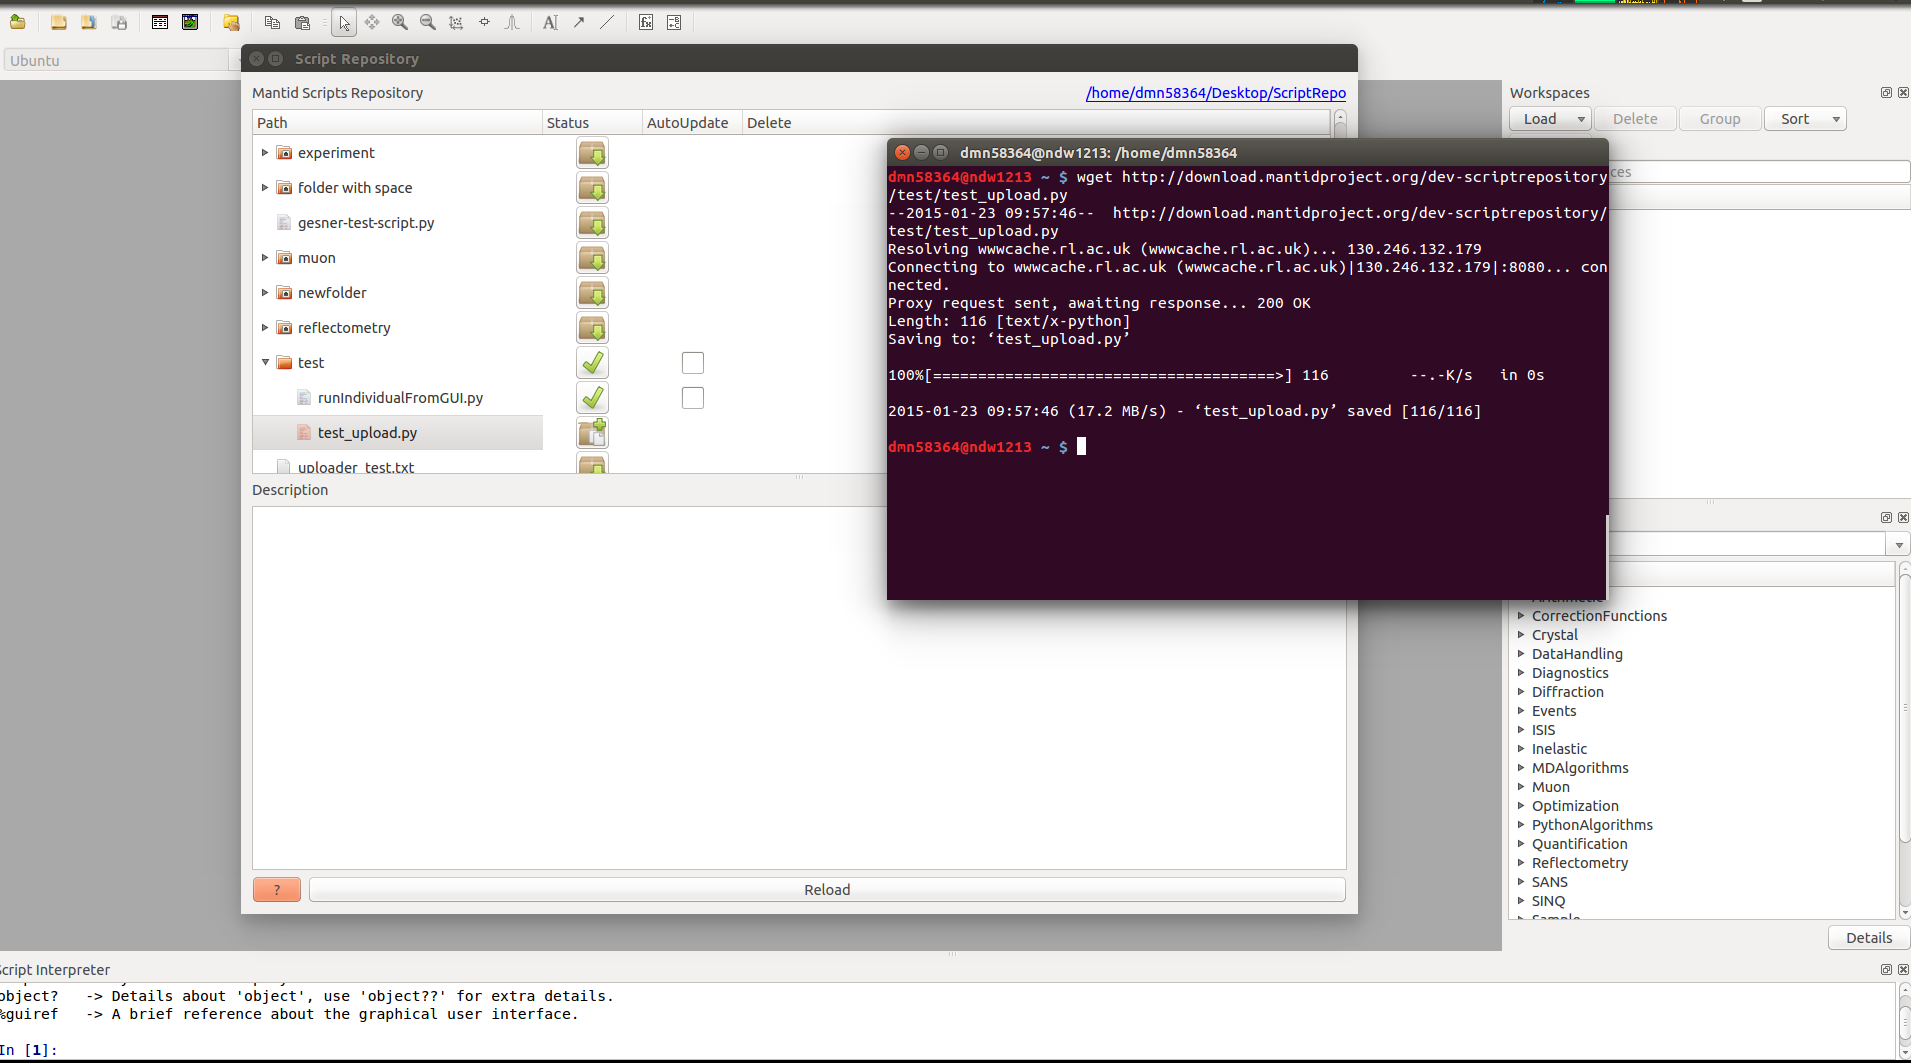 Ubuntu
Script Repository
Mantid Scripts Repository
/home/dmn58364/Desktop/ScriptRepo
Path Status AutoUpdate Delete
experiment
folder with space
gesner-test-script.py
muon
newfolder
reflectometry
test
runIndividualFromGUI.py
test_upload.py
uploader_test.txt
Description
?
Reload
dmn58364@ndw1213: /home/dmn58364
dmn58364@ndw1213 ~ $ wget http://download.mantidproject.org/dev-scriptrepository
/test/test_upload.py
--2015-01-23 09:57:46--  http://download.mantidproject.org/dev-scriptrepository/
test/test_upload.py
Resolving wwwcache.rl.ac.uk (wwwcache.rl.ac.uk)... 130.246.132.179
Connecting to wwwcache.rl.ac.uk (wwwcache.rl.ac.uk)|130.246.132.179|:8080... con
nected.
Proxy request sent, awaiting response... 200 OK
Length: 116 [text/x-python]
Saving to: ‘test_upload.py’
100%[======================================>] 116 --.-K/s in 0s
2015-01-23 09:57:46 (17.2 MB/s) - ‘test_upload.py’ saved [116/116]
dmn58364@ndw1213 ~ $
Workspaces
Load Delete Group Sort
ces
CorrectionFunctions
Crystal
DataHandling
Diagnostics
Diffraction
Events
ISIS
Inelastic
MDAlgorithms
Muon
Optimization
PythonAlgorithms
Quantification
Reflectometry
SANS
SINQ
Sample
Details
cript Interpreter
object?   -> Details about 'object', use 'object??' for extra details.
%guiref   -> A brief reference about the graphical user interface.
In [1]: